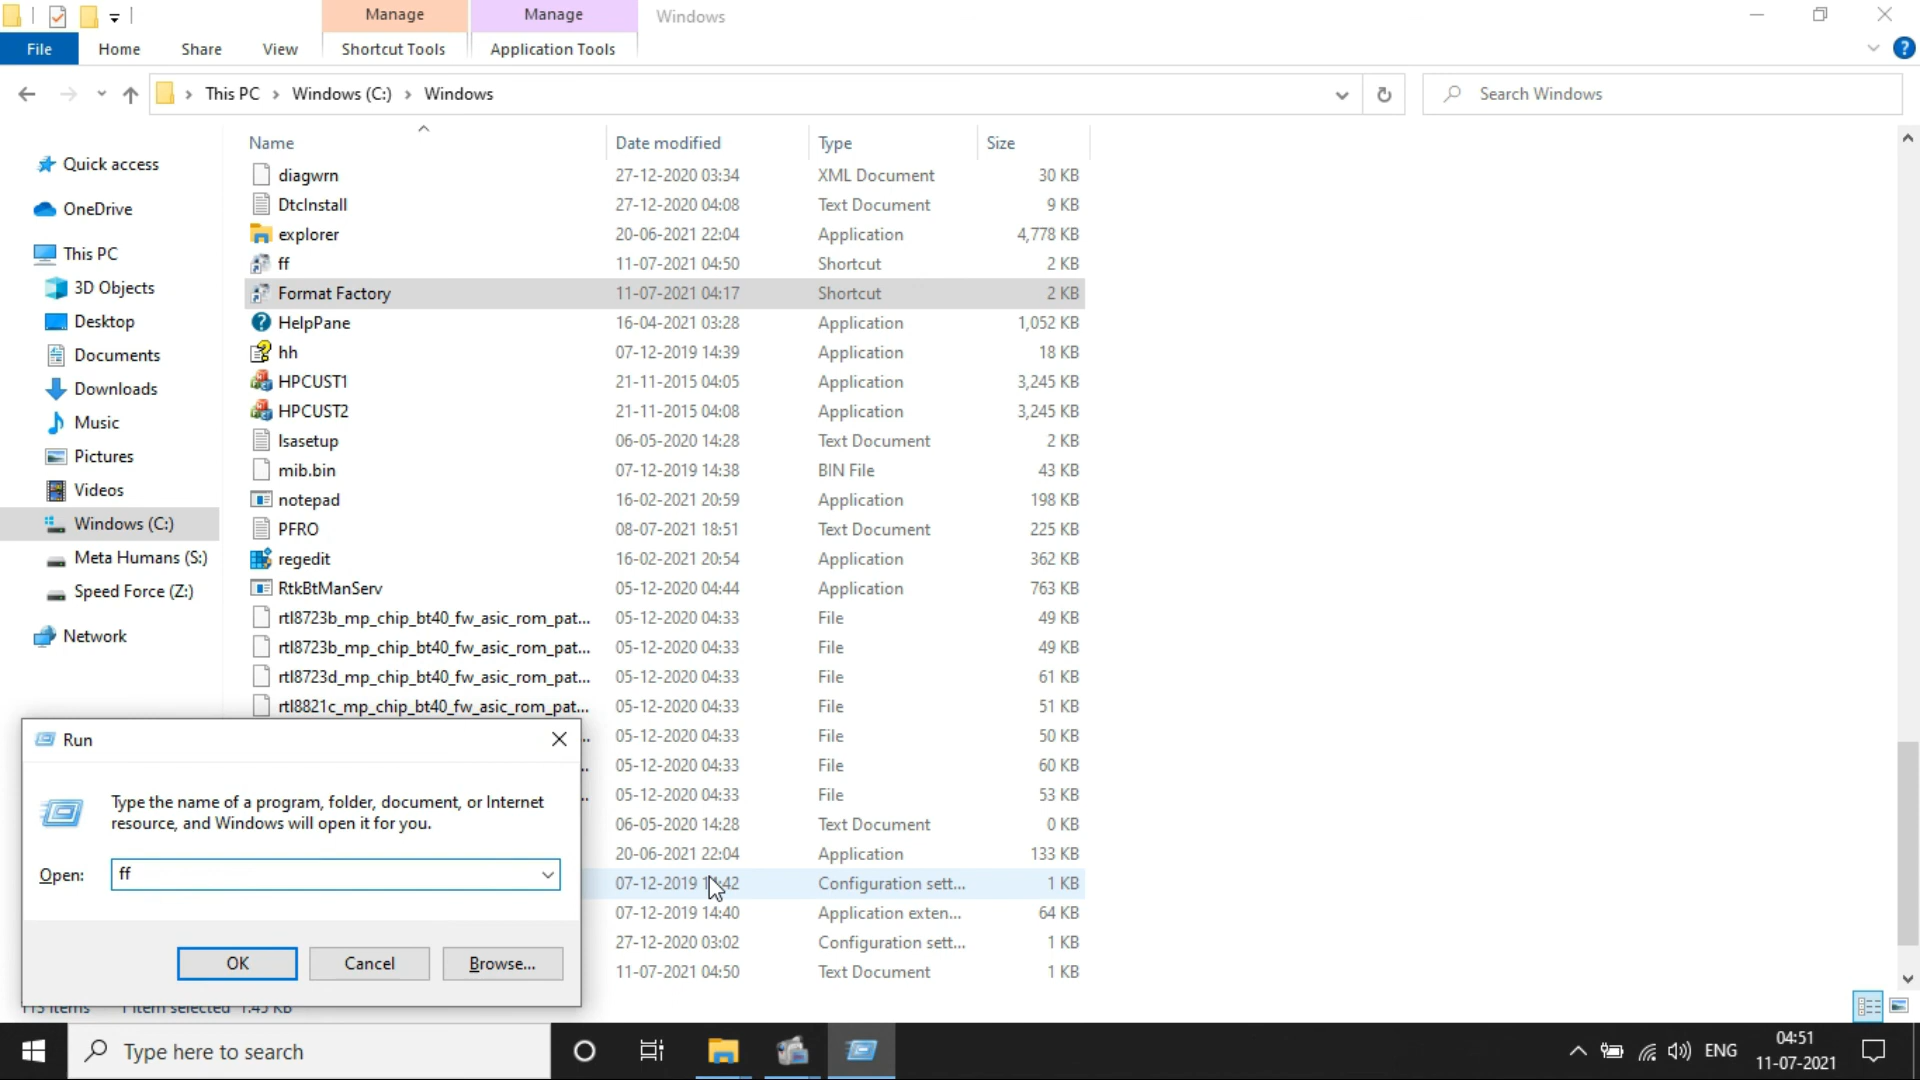 Manage
Manage
Windows
File
Home
Share
View
Shortcut Tools
Application Tools
This PC
Windows (C:)
Windows
Search Windows
Name
Date modified
Type
Size
Quick access
OneDrive
This PC
3D Objects
Desktop
Documents
Downloads
Music
Pictures
Videos
Windows (C:)
Meta Humans (S:)
Speed Force (Z:)
Network
diagwrn 27-12-2020 03:34 XML Document 30 KB
DtcInstall 27-12-2020 04:08 Text Document 9 KB
explorer 20-06-2021 22:04 Application 4,778 KB
ff 11-07-2021 04:50 Shortcut 2 KB
Format Factory 11-07-2021 04:17 Shortcut 2 KB
HelpPane 16-04-2021 03:28 Application 1,052 KB
hh 07-12-2019 14:39 Application 18 KB
HPCUST1 21-11-2015 04:05 Application 3,245 KB
HPCUST2 21-11-2015 04:08 Application 3,245 KB
lsasetup 06-05-2020 14:28 Text Document 2 KB
mib.bin 07-12-2019 14:38 BIN File 43 KB
notepad 16-02-2021 20:59 Application 198 KB
PFRO 08-07-2021 18:51 Text Document 225 KB
regedit 16-02-2021 20:54 Application 362 KB
RtkBtManServ 05-12-2020 04:44 Application 763 KB
rtl8723b_mp_chip_bt40_fw_asic_rom_pat... 05-12-2020 04:33 File 49 KB
rtl8723b_mp_chip_bt40_fw_asic_rom_pat... 05-12-2020 04:33 File 49 KB
rtl8723d_mp_chip_bt40_fw_asic_rom_pat... 05-12-2020 04:33 File 61 KB
rtl8821c_mp_chip_bt40_fw_asic_rom_pat... 05-12-2020 04:33 File 51 KB
05-12-2020 04:33 File 50 KB
05-12-2020 04:33 File 60 KB
05-12-2020 04:33 File 53 KB
06-05-2020 14:28 Text Document 0 KB
20-06-2021 22:04 Application 133 KB
07-12-2019 Configuration sett... 1 KB
07-12-2019 14:40 Application exten... 64 KB
27-12-2020 03:02 Configuration sett... 1 KB
11-07-2021 04:50 Text Document 1 KB
Run
Type the name of a program, folder, document, or Internet
resource, and Windows will open it for you.
Open: ff
OK
Cancel
Browse...
items 1 item selected 1.45 KB
Type here to search
ENG
04:51
11-07-2021